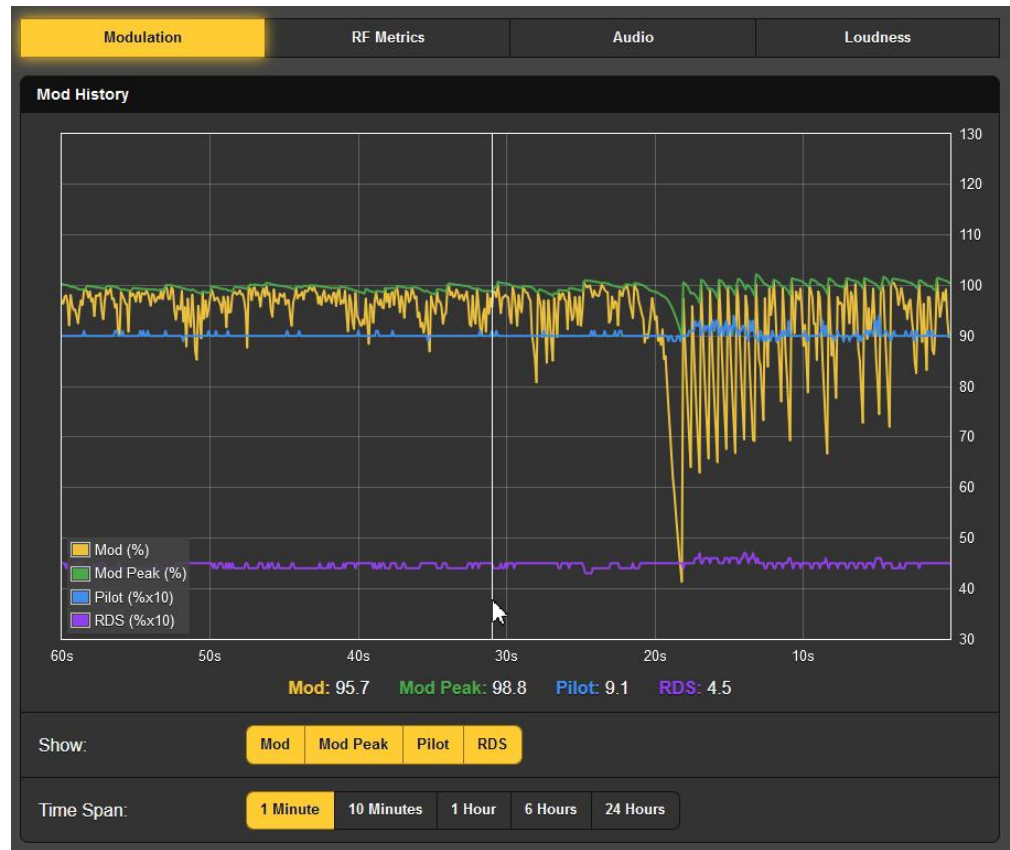 Modulation RF Metrics Audio Loudness
Mod History
130
120
110
100
90
80
70
60
50
40
30
Mod (%)
Mod Peak (%)
Pilot (%x10)
RDS (%x10)
60s 50s 40s 30s 20s 10s
Mod: 95.7 Mod Peak: 98.8 Pilot: 9.1 RDS: 4.5
Show: Mod Mod Peak Pilot RDS
Time Span: 1 Minute 10 Minutes 1 Hour 6 Hours 24 Hours